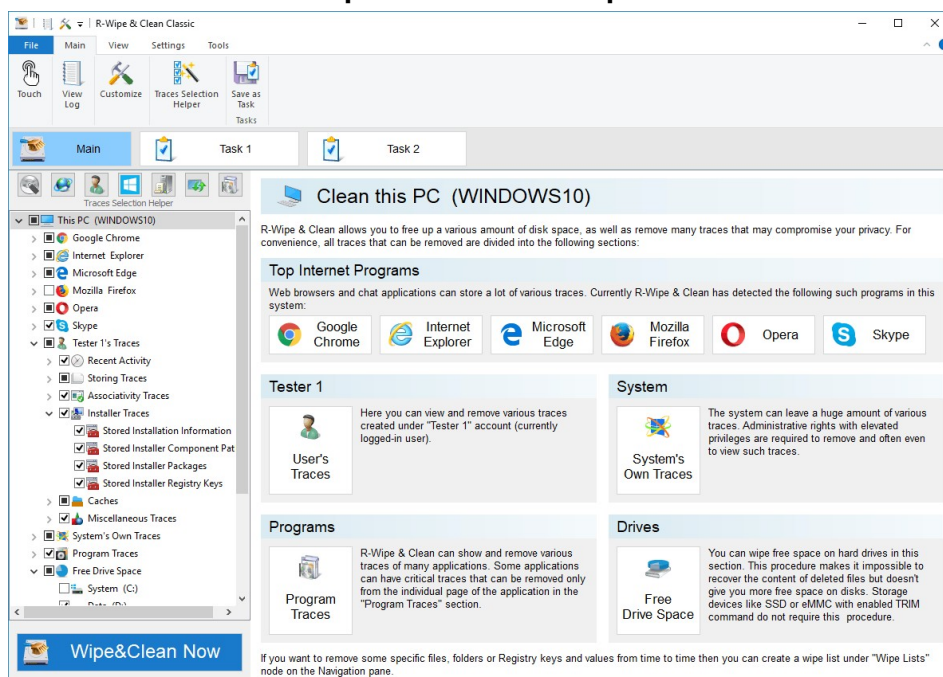 R-Wipe & Clean Classic
File Main View Settings Tools
Touch
View Log
Customize
Traces Selection Helper
Save as Task
Tasks
Main
Task 1
Task 2
Traces Selection Helper
This PC (WINDOWS10)
Google Chrome
Internet Explorer
Microsoft Edge
Mozilla Firefox
Opera
Skype
Tester 1's Traces
Recent Activity
Storing Traces
Associativity Traces
Installer Traces
Stored Installation Information
Stored Installer Component Pat
Stored Installer Packages
Stored Installer Registry Keys
Caches
Miscellaneous Traces
System's Own Traces
Program Traces
Free Drive Space
System (C:)
Wipe&Clean Now
Clean this PC (WINDOWS10)
R-Wipe & Clean allows you to free up a various amount of disk space, as well as remove many traces that may compromise your privacy. For
convenience, all traces that can be removed are divided into the following
sections:
Top Internet Programs
Web browsers and chat applications can store a lot of various traces. Currently R-Wipe & Clean has detected the following such programs in this
system:
Google Chrome
Internet Explorer
Microsoft Edge
Mozilla Firefox
Opera
Skype
Tester 1
User's Traces
Here you can view and remove various traces
created under "Tester 1" account (currently
logged-in user).
System
System's Own Traces
The system can leave a huge amount of various
traces. Administrative rights with elevated
privileges are required to remove and often even
to view such traces.
Programs
Program Traces
R-Wipe & Clean can show and remove various
traces of many applications. Some applications
can have critical traces that can be removed only
from the individual page of the application in the
"Program Traces" section.
Drives
Free Drive Space
You can wipe free space on hard drives in this
section. This procedure makes it impossible to
recover the content of deleted files but doesn't
give you more free space on disks. Storage
devices like SSD or eMMC with enabled TRIM
command do not require this procedure.
If you want to remove some specific files, folders or Registry keys and values from time to time then you can create a wipe list under "Wipe Lists"
node on the Navigation pane.